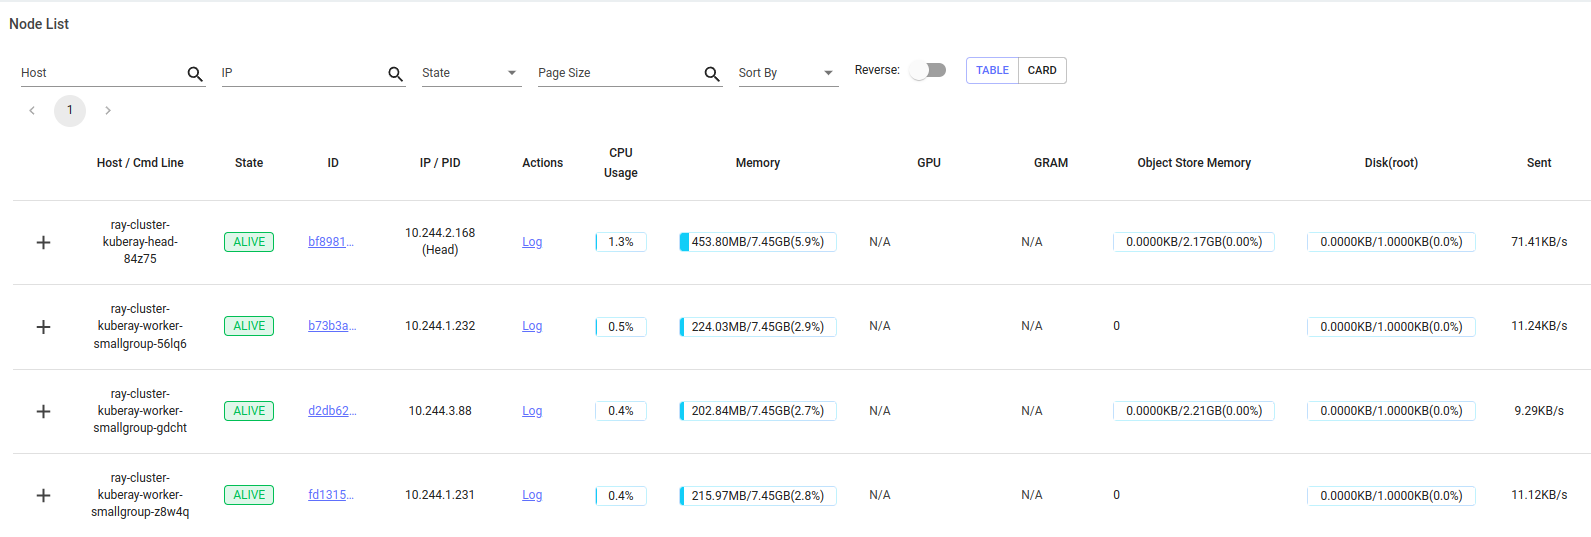 Node List
Host IP State Page Size Sort By Reverse: TABLE CARD
1
Host / Cmd Line State ID IP / PID Actions CPU Usage Memory GPU GRAM Object Store Memory Disk(root) Sent
ray-cluster-kuberay-head-84z75 ALIVE bf8981... 10.244.2.168 (Head) Log 1.3% 453.80MB/7.45GB(5.9%) N/A N/A 0.0000KB/2.17GB(0.00%) 0.0000KB/1.0000KB(0.0%) 71.41KB/s
ray-cluster-kuberay-worker-smallgroup-56lq6 ALIVE b73b3a... 10.244.1.232 Log 0.5% 224.03MB/7.45GB(2.9%) N/A N/A 0 0.0000KB/1.0000KB(0.0%) 11.24KB/s
ray-cluster-kuberay-worker-smallgroup-gdcht ALIVE d2db62... 10.244.3.88 Log 0.4% 202.84MB/7.45GB(2.7%) N/A N/A 0.0000KB/2.21GB(0.00%) 0.0000KB/1.0000KB(0.0%) 9.29KB/s
ray-cluster-kuberay-worker-smallgroup-z8w4q ALIVE fd1315... 10.244.1.231 Log 0.4% 215.97MB/7.45GB(2.8%) N/A N/A 0 0.0000KB/1.0000KB(0.0%) 11.12KB/s